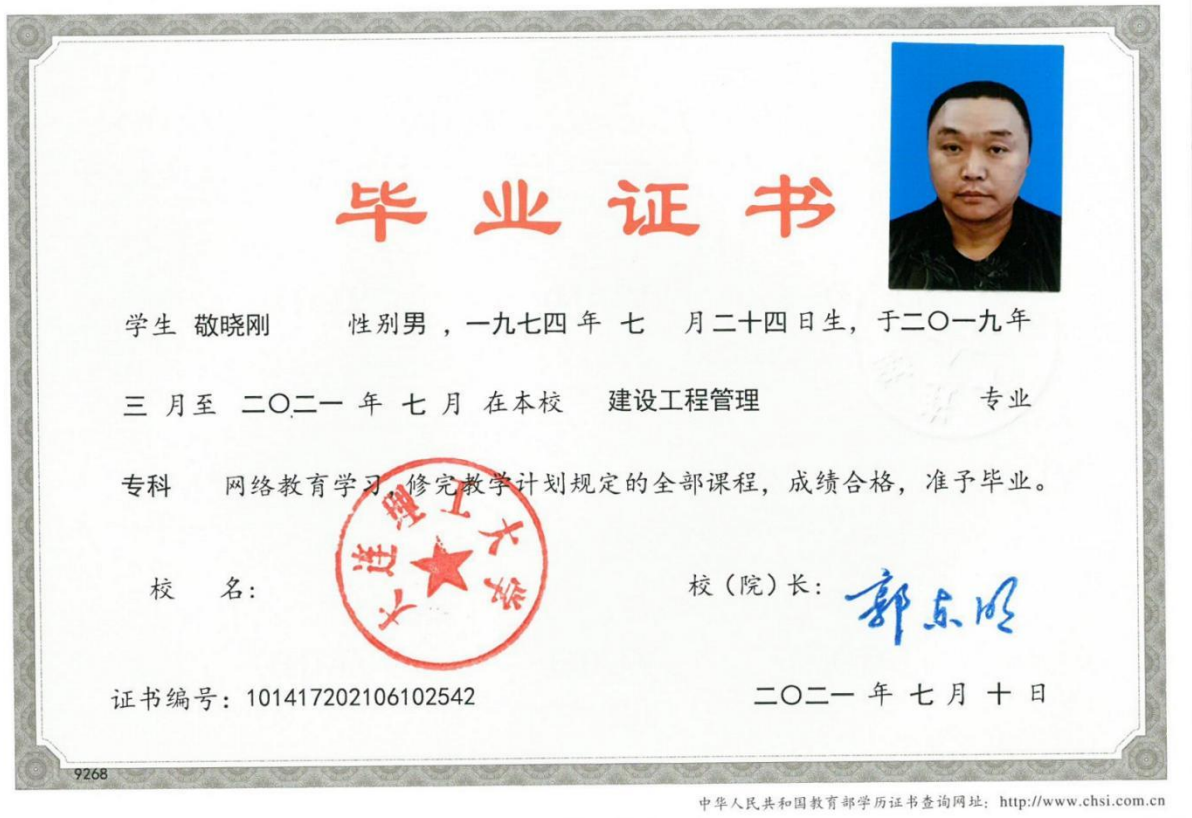 毕业证书
学生 敬晓刚 性别男 ，一九七四 年 七 月二十四日生，于二〇一九年
三 月至 二〇二一 年 七 月 在本校 建设工程管理 专业
专科 网络教育学习，修完教学计划规定的全部课程，成绩合格，准予毕业。
大连理工大学
校 名： 校（院）长： 郭东明
证书编号：101417202106102542 二〇二一 年 七 月 十 日
9268
中华人民共和国教育部学历证书查询网址：http://www.chsi.com.cn